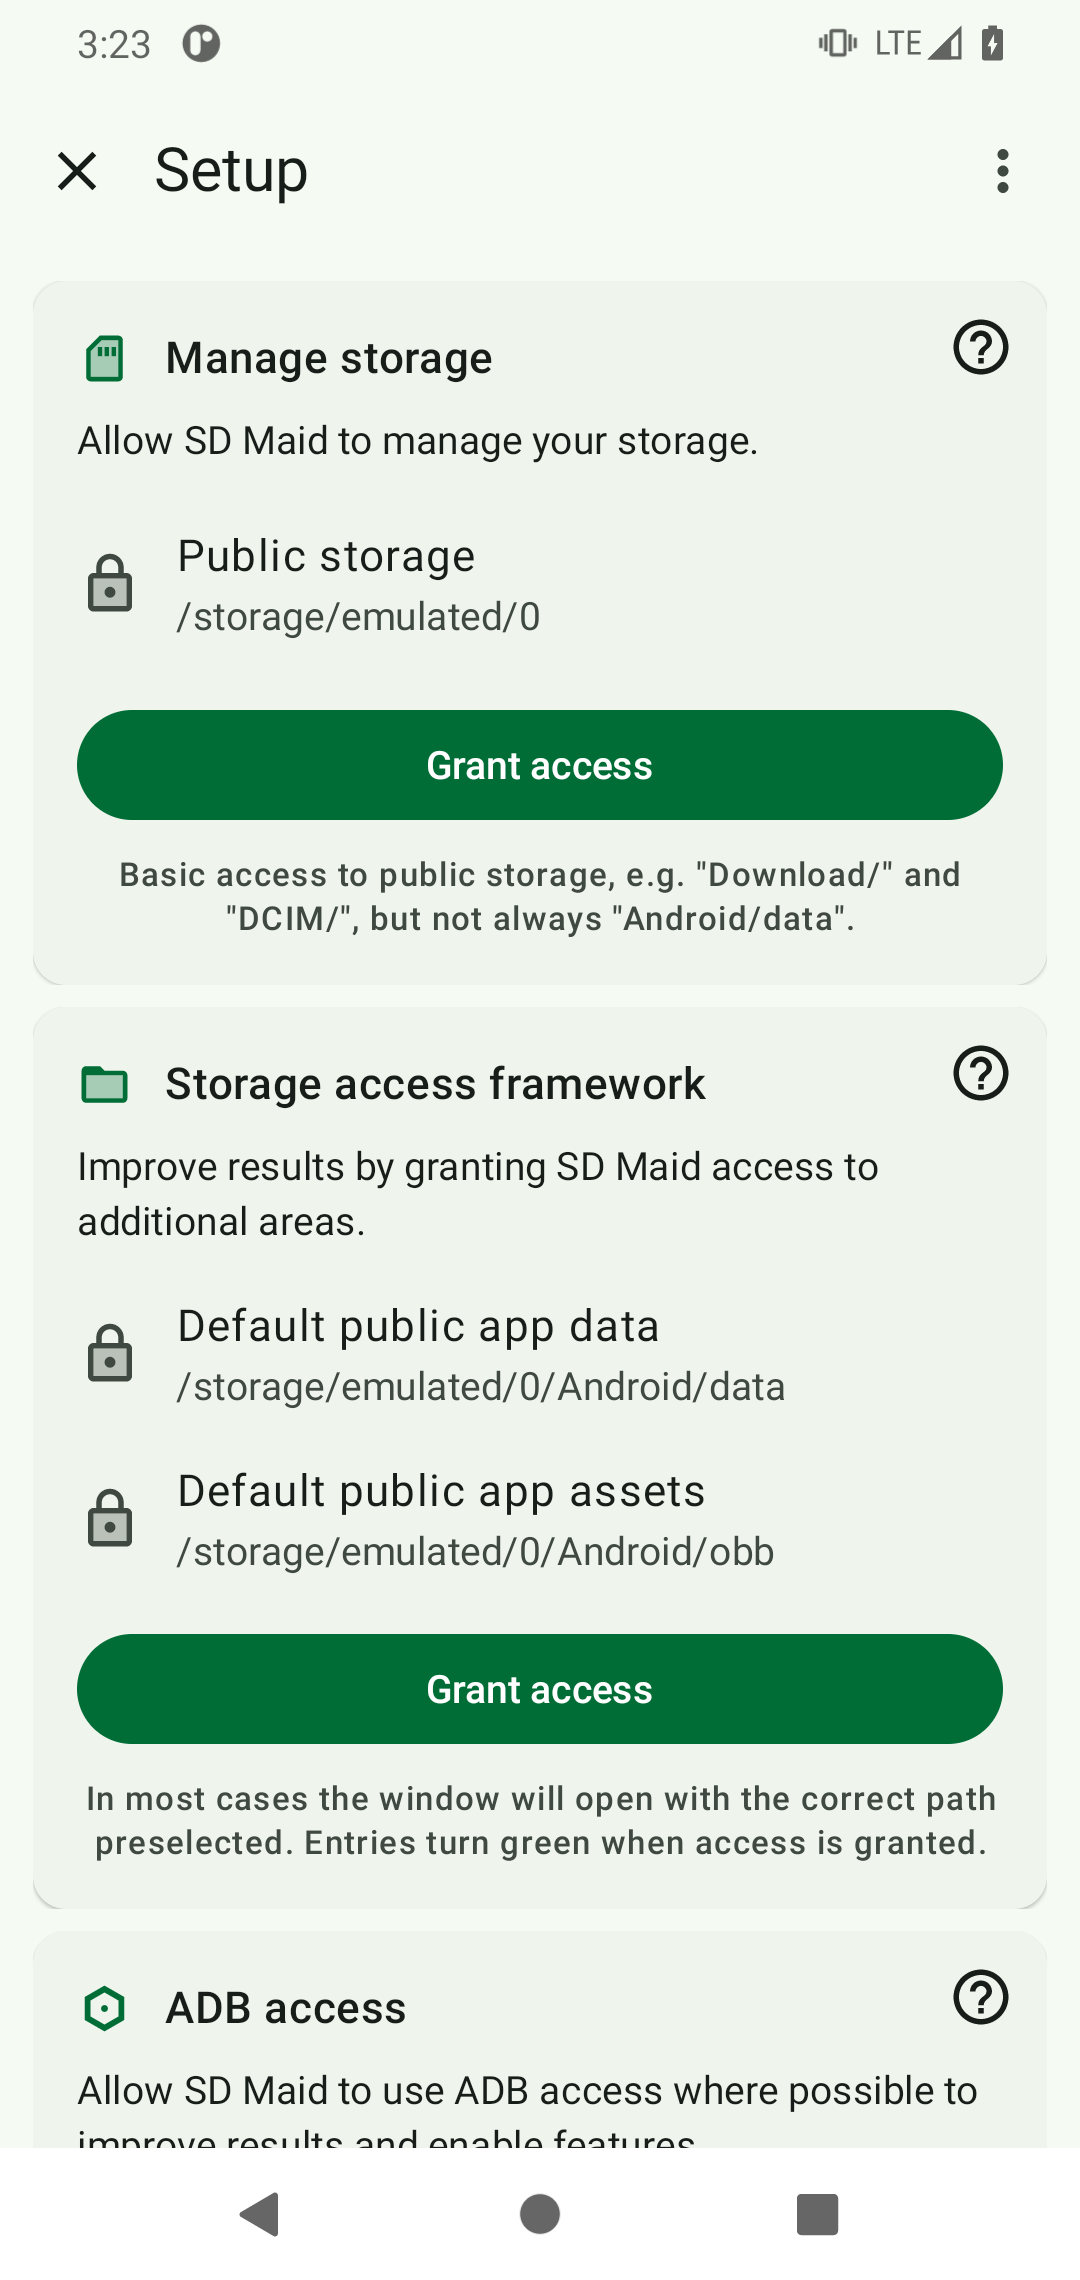 3:23
LTE
Setup
Manage storage
Allow SD Maid to manage your storage.
Public storage
/storage/emulated/0
Grant access
Basic access to public storage, e.g. "Download/" and
"DCIM/", but not always "Android/data".
Storage access framework
Improve results by granting SD Maid access to
additional areas.
Default public app data
/storage/emulated/0/Android/data
Default public app assets
/storage/emulated/0/Android/obb
Grant access
In most cases the window will open with the correct path
preselected. Entries turn green when access is granted.
ADB access
Allow SD Maid to use ADB access where possible to
improve results and enable features